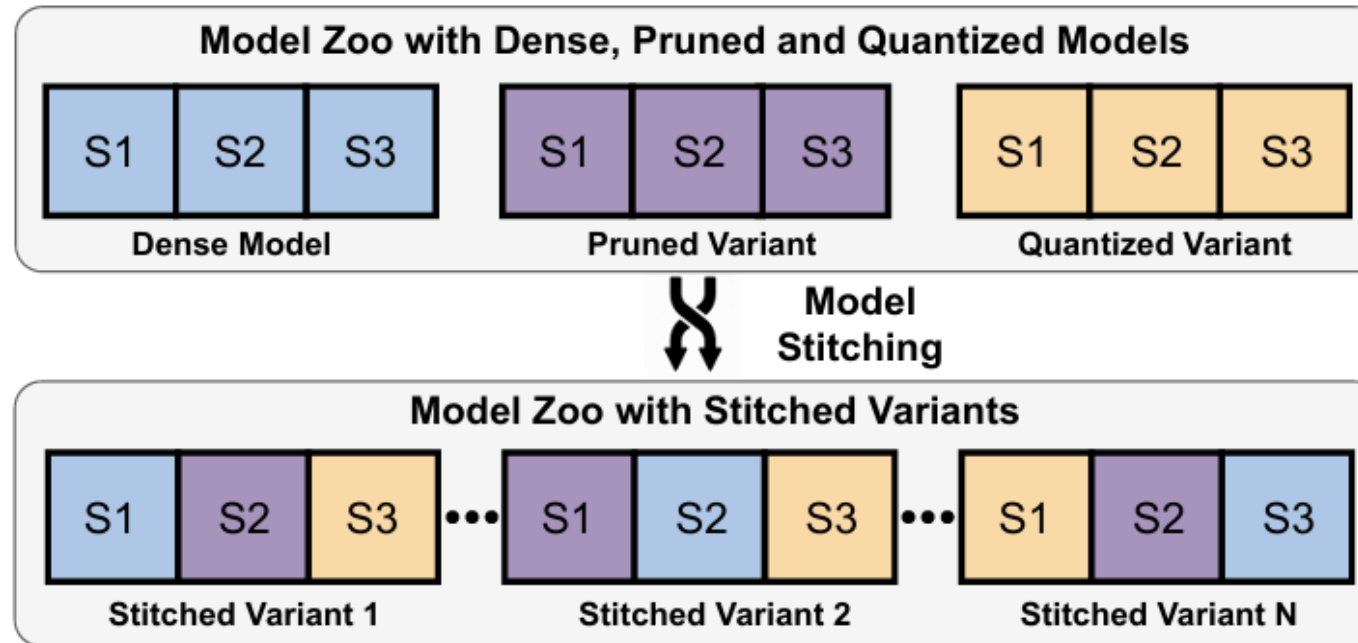 Model Zoo with Dense, Pruned and Quantized Models
S1 S2 S3 S1 S2 S3 S1 S2 S3
Dense Model Pruned Variant Quantized Variant
Model
Stitching
Model Zoo with Stitched Variants
S1 S2 S3 ••• S1 S2 S3 ••• S1 S2 S3
Stitched Variant 1 Stitched Variant 2 Stitched Variant N